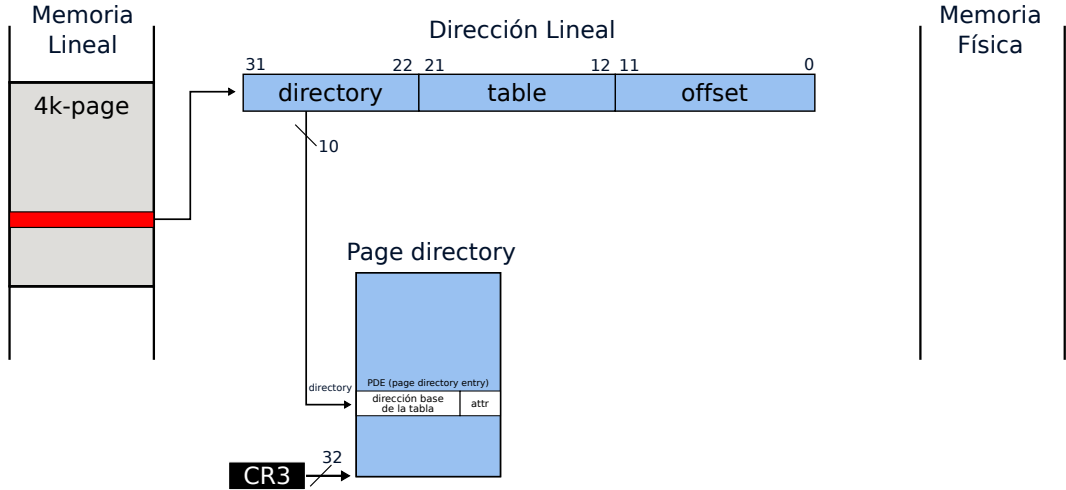 Memoria
Lineal
4k-page
Dirección Lineal
31 22 21 12 11 0
directory table offset
10
Memoria
Física
Page directory
PDE (page directory entry)
directory
dirección base
de la tabla
attr
32
CR3